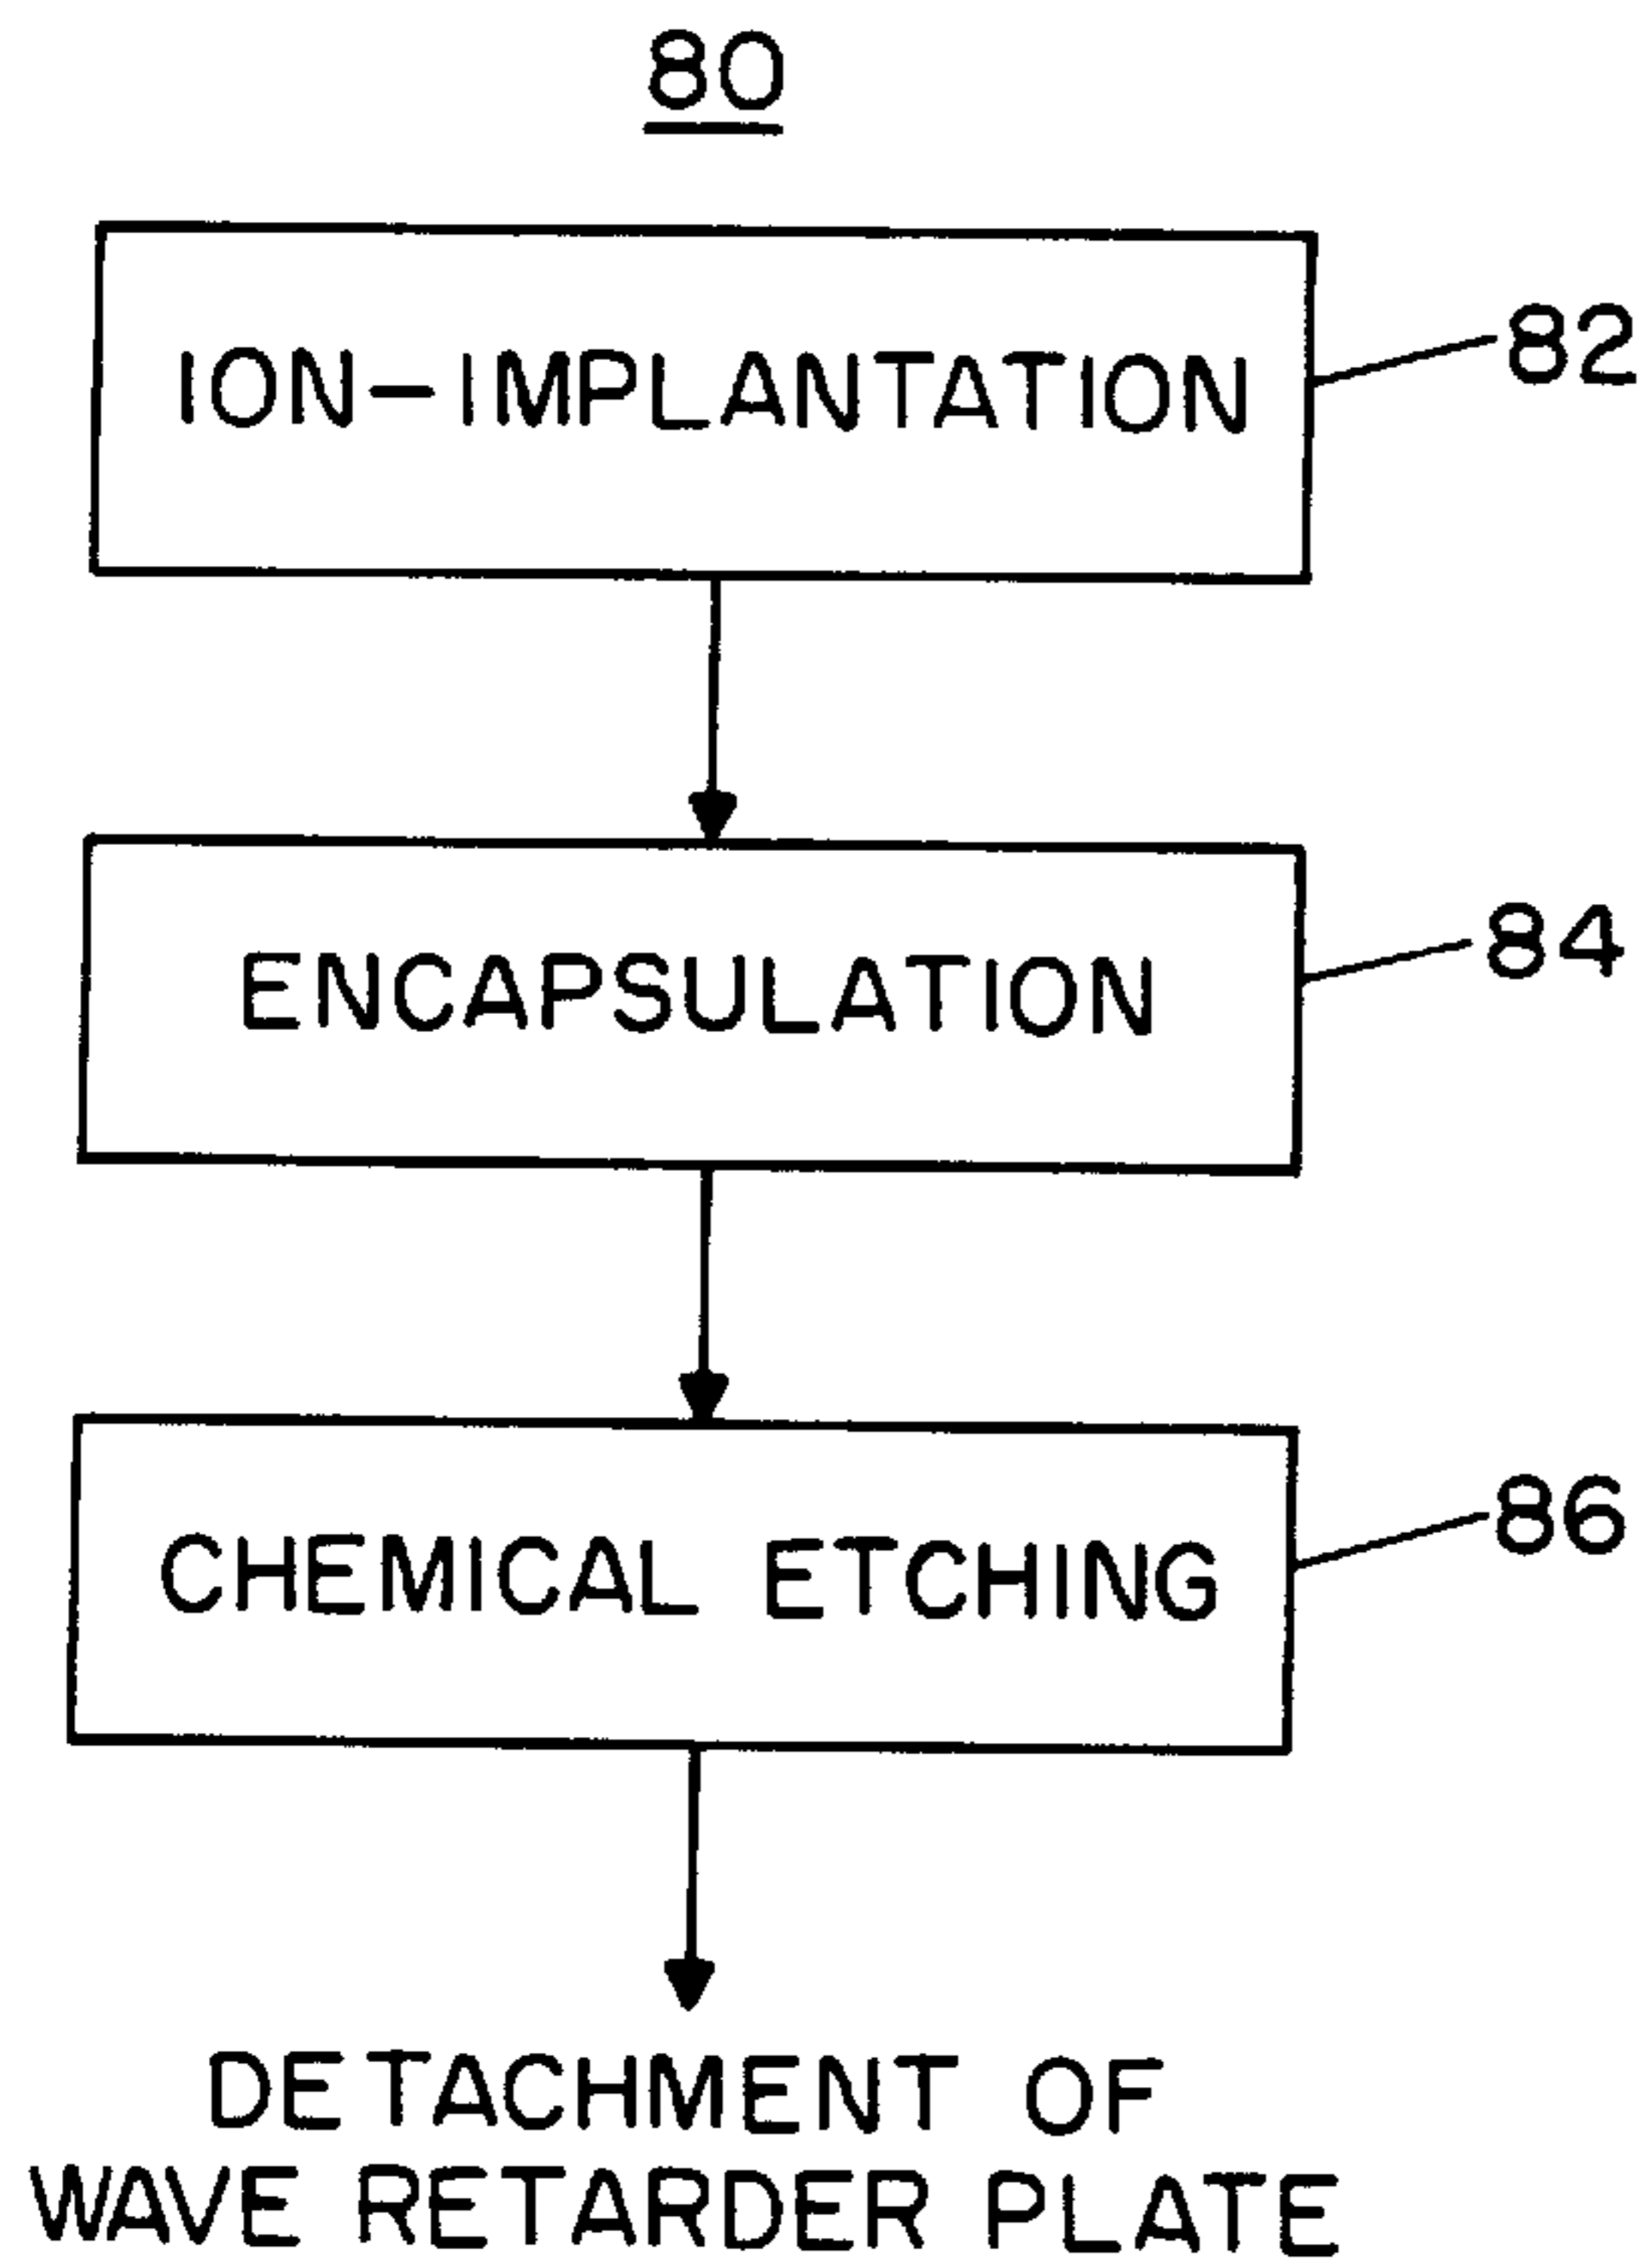 80
ION-IMPLANTATION
82
ENCAPSULATION
84
CHEMICAL ETCHING
86
DETACHMENT OF
WAVE RETARDER PLATE